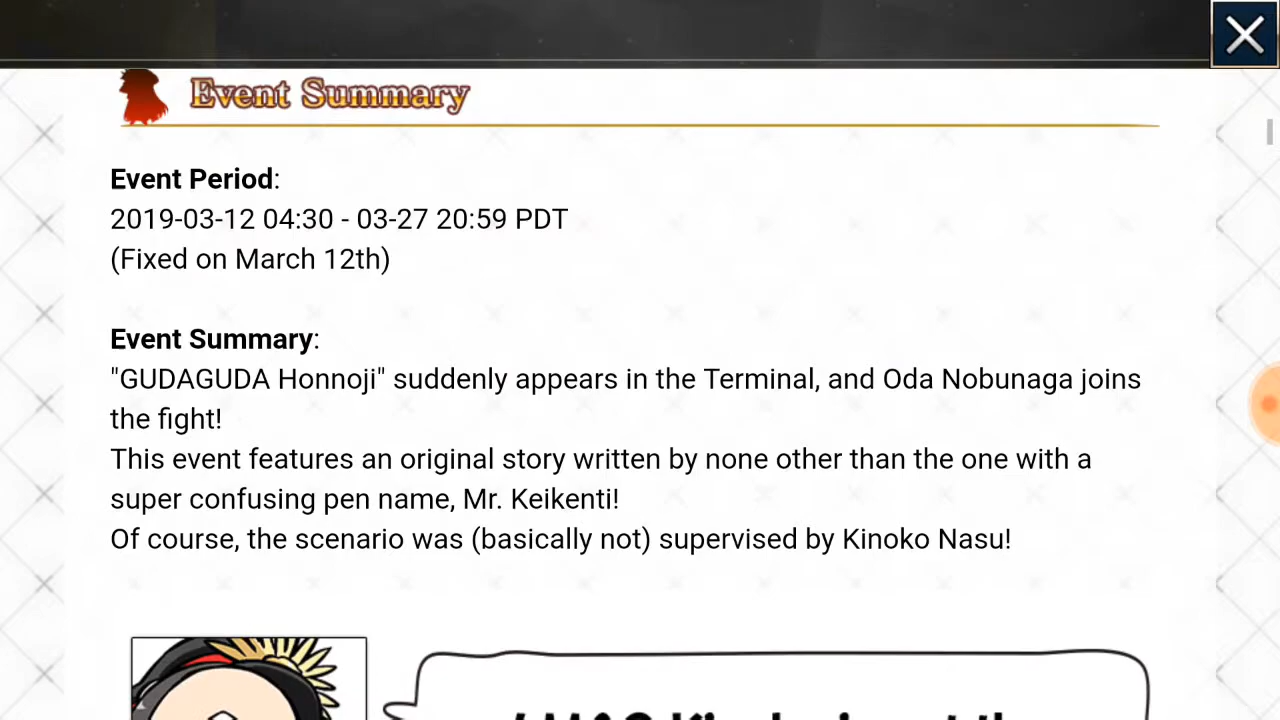 Event Summary
Event Period:
2019-03-12 04:30 - 03-27 20:59 PDT
(Fixed on March 12th)
Event Summary:
"GUDAGUDA Honnoji" suddenly appears in the Terminal, and Oda Nobunaga joins
the fight!
This event features an original story written by none other than the one with a
super confusing pen name, Mr. Keikenti!
Of course, the scenario was (basically not) supervised by Kinoko Nasu!